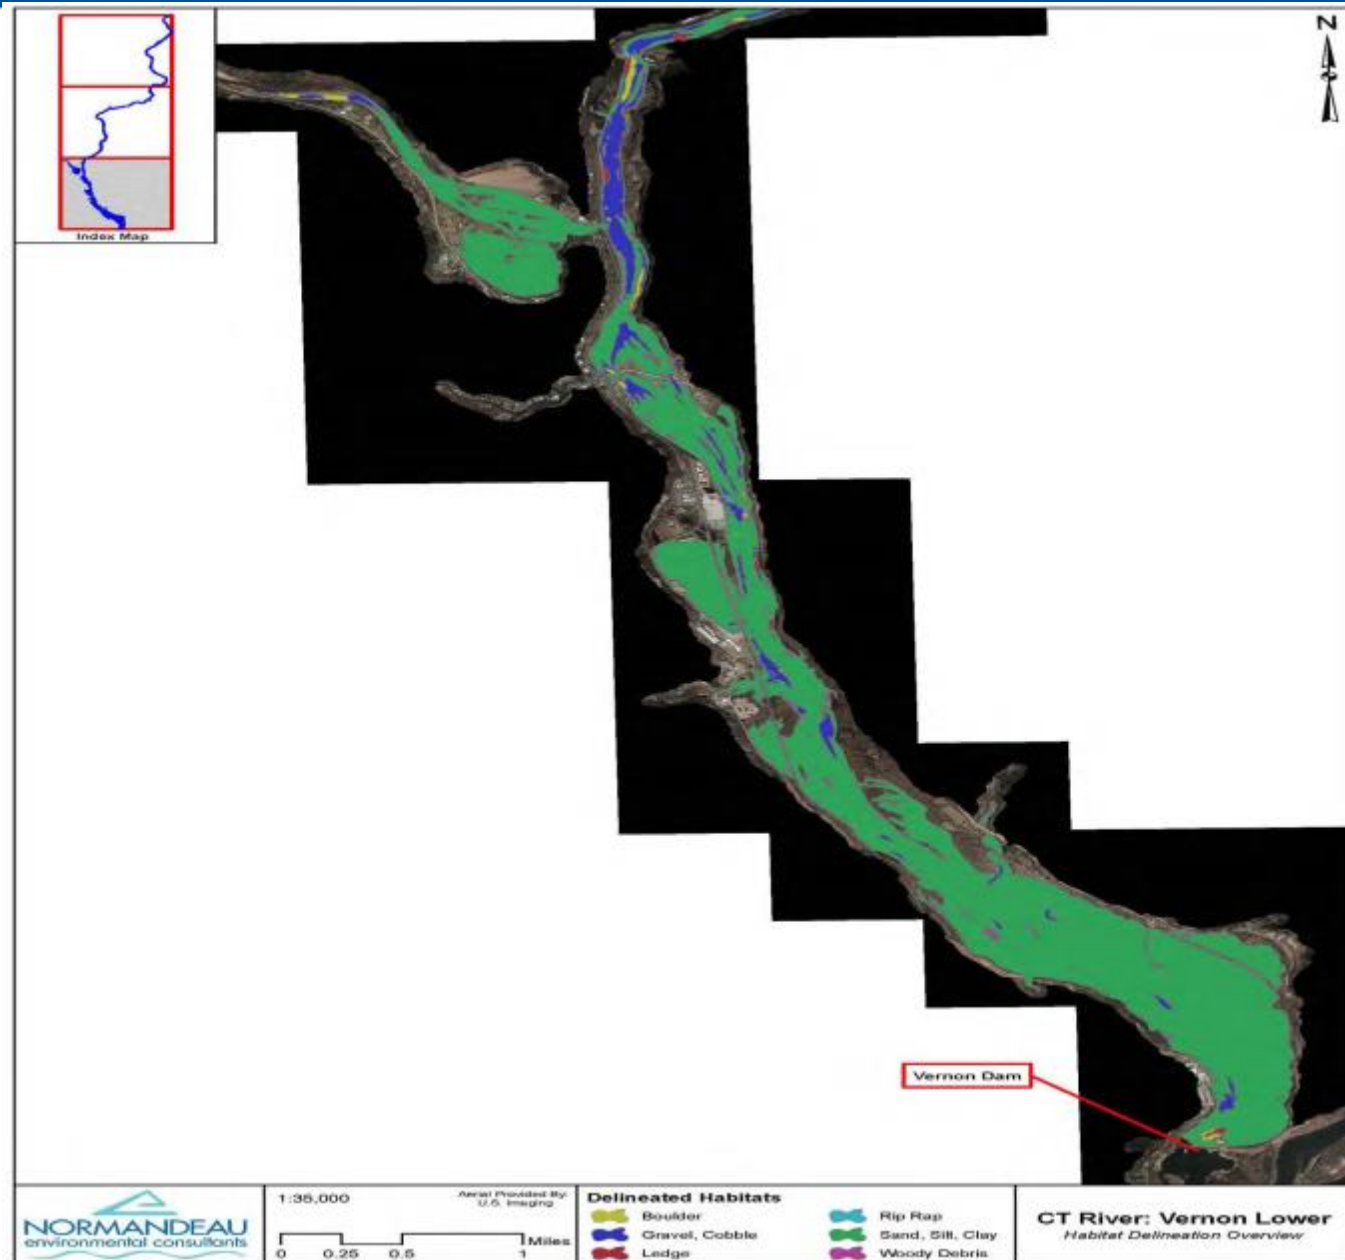 N
Index Map
Vernon Dam
NORMANDEAU
environmental consultants
1:35,000
Aerial Provided By:
U.S. Imaging
Miles
0 0.25 0.5 1
Delineated Habitats
Boulder
Gravel, Cobble
Ledge
Rip Rap
Sand, Silt, Clay
Woody Debris
CT River: Vernon Lower
Habitat Delineation Overview